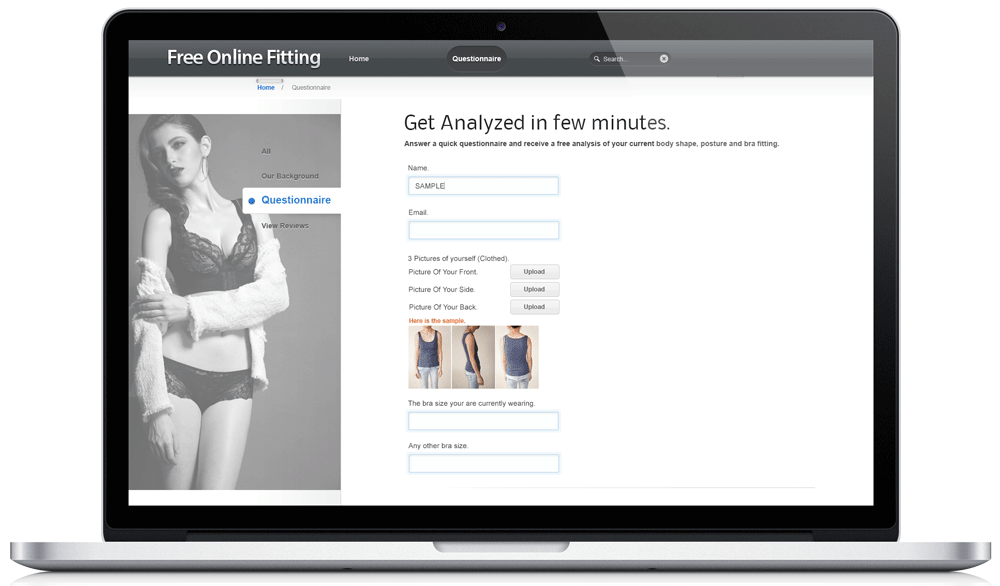 Free Online Fitting
Home
Questionnaire
Search...
Home / Questionnaire
All
Our Background
Questionnaire
View Reviews
Get Analyzed in few minutes.
Answer a quick questionnaire and receive a free analysis of your current body shape, posture and bra fitting.
Name.
SAMPLE
Email.
3 Pictures of yourself (Clothed).
Picture Of Your Front. Upload
Picture Of Your Side. Upload
Picture Of Your Back. Upload
Here is the sample.
The bra size your are currently wearing.
Any other bra size.